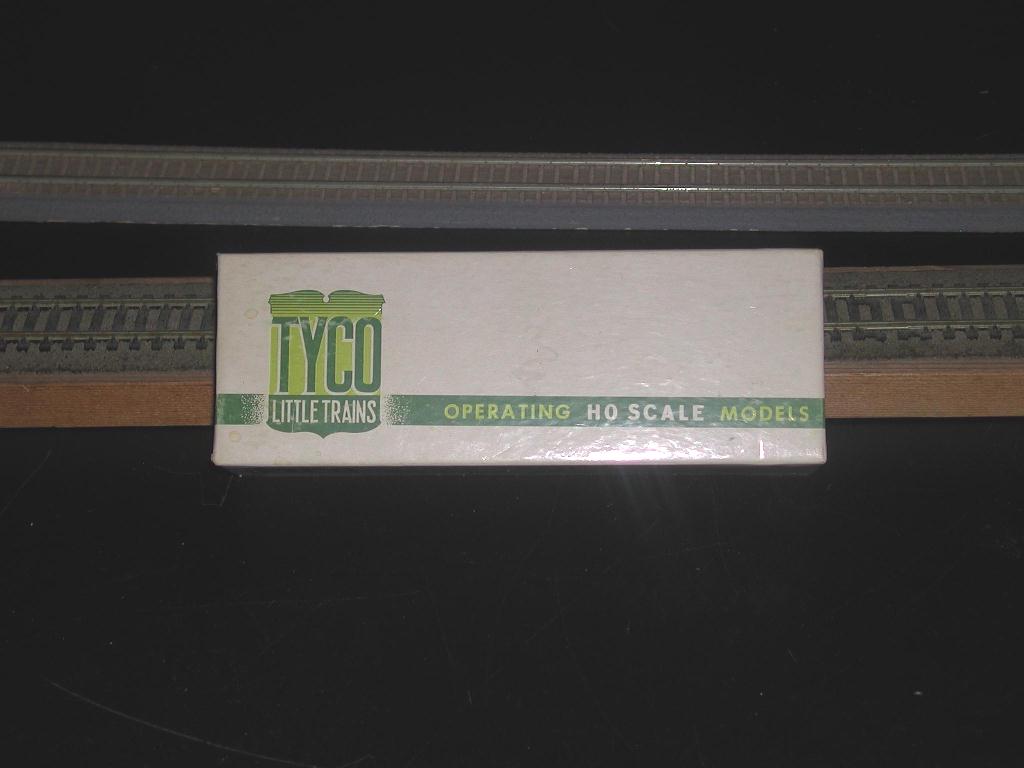 TYCO
LITTLE TRAINS
OPERATING HO SCALE MODELS